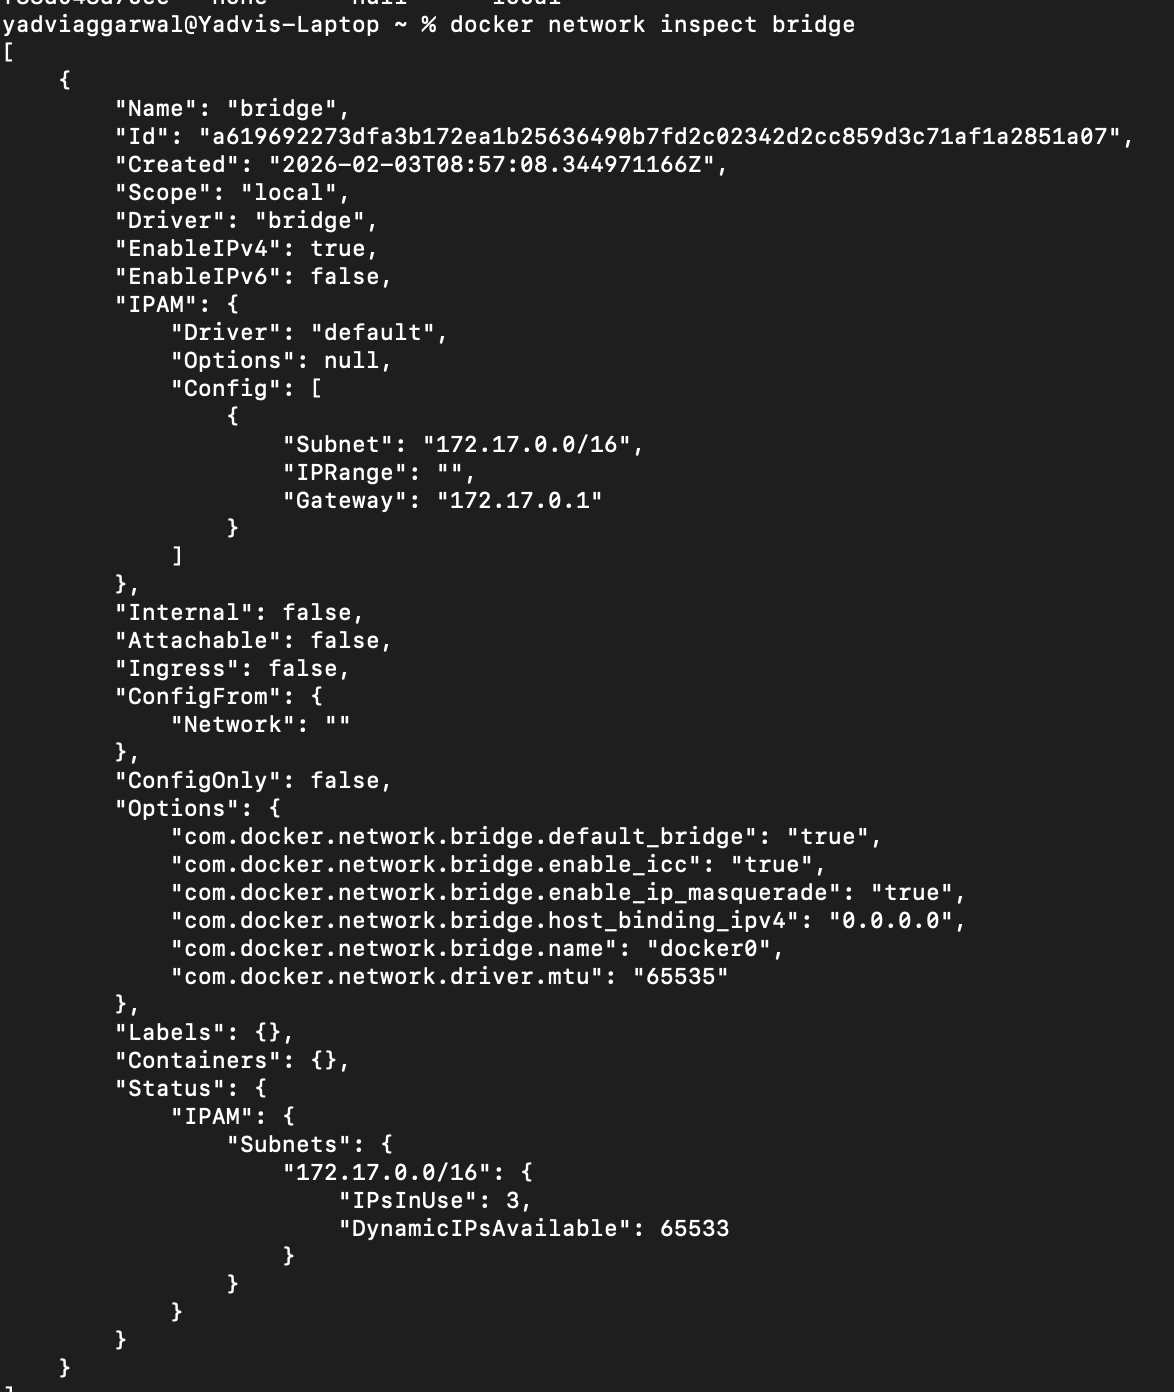 yadviaggarwal@Yadvis-Laptop ~ % docker network inspect bridge
[
    {
        "Name": "bridge",
        "Id": "a619692273dfa3b172ea1b25636490b7fd2c02342d2cc859d3c71af1a2851a07",
        "Created": "2026-02-03T08:57:08.344971166Z",
        "Scope": "local",
        "Driver": "bridge",
        "EnableIPv4": true,
        "EnableIPv6": false,
        "IPAM": {
            "Driver": "default",
            "Options": null,
            "Config": [
                {
                    "Subnet": "172.17.0.0/16",
                    "IPRange": "",
                    "Gateway": "172.17.0.1"
                }
            ]
        },
        "Internal": false,
        "Attachable": false,
        "Ingress": false,
        "ConfigFrom": {
            "Network": ""
        },
        "ConfigOnly": false,
        "Options": {
            "com.docker.network.bridge.default_bridge": "true",
            "com.docker.network.bridge.enable_icc": "true",
            "com.docker.network.bridge.enable_ip_masquerade": "true",
            "com.docker.network.bridge.host_binding_ipv4": "0.0.0.0",
            "com.docker.network.bridge.name": "docker0",
            "com.docker.network.driver.mtu": "65535"
        },
        "Labels": {},
        "Containers": {},
        "Status": {
            "IPAM": {
                "Subnets": {
                    "172.17.0.0/16": {
                        "IPsInUse": 3,
                        "DynamicIPsAvailable": 65533
                    }
                }
            }
        }
    }